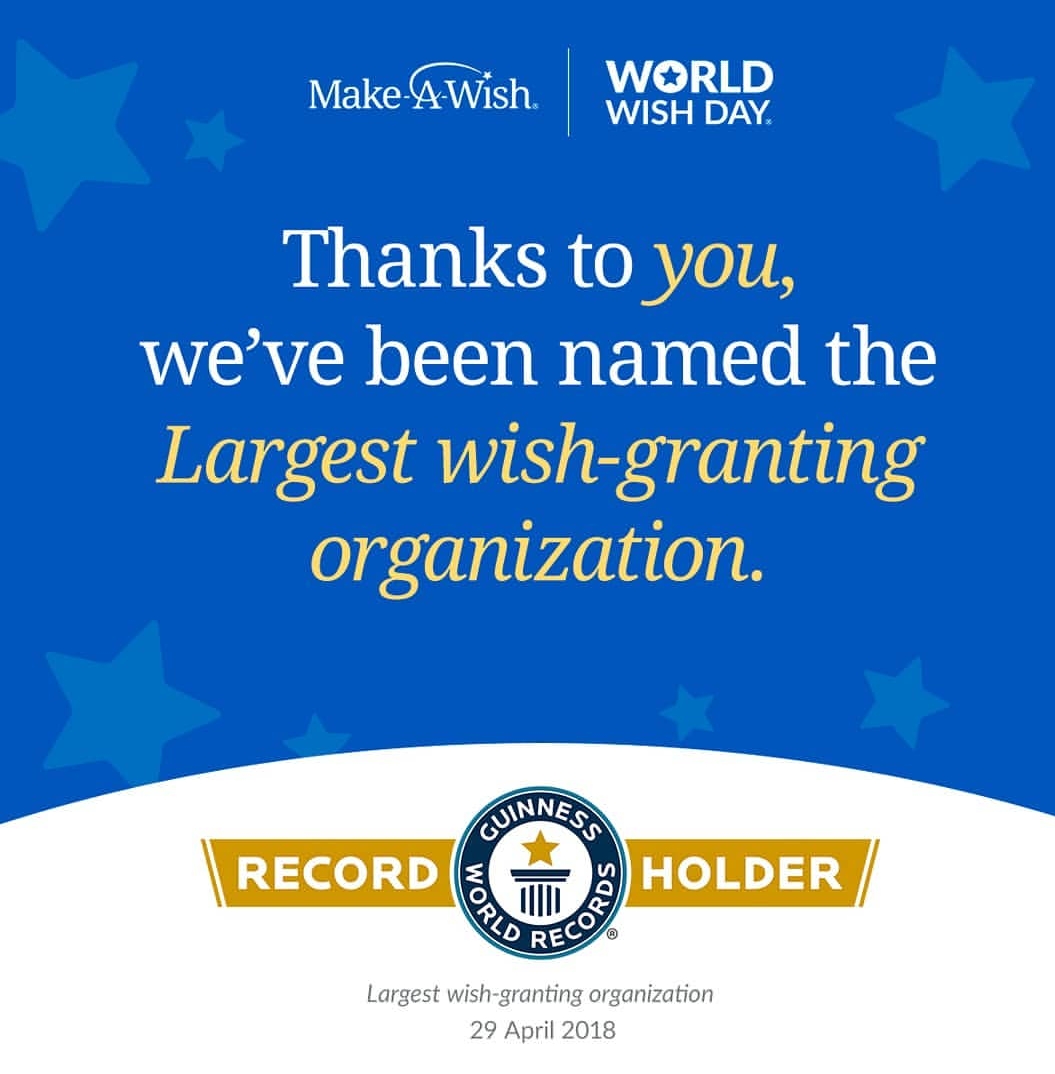 Make-A-Wish®
WORLD
WISH DAY®
Thanks to you,
we’ve been named the
Largest wish-granting
organization.
RECORD
GUINNESS
WORLD RECORDS
®
HOLDER
Largest wish-granting organization
29 April 2018